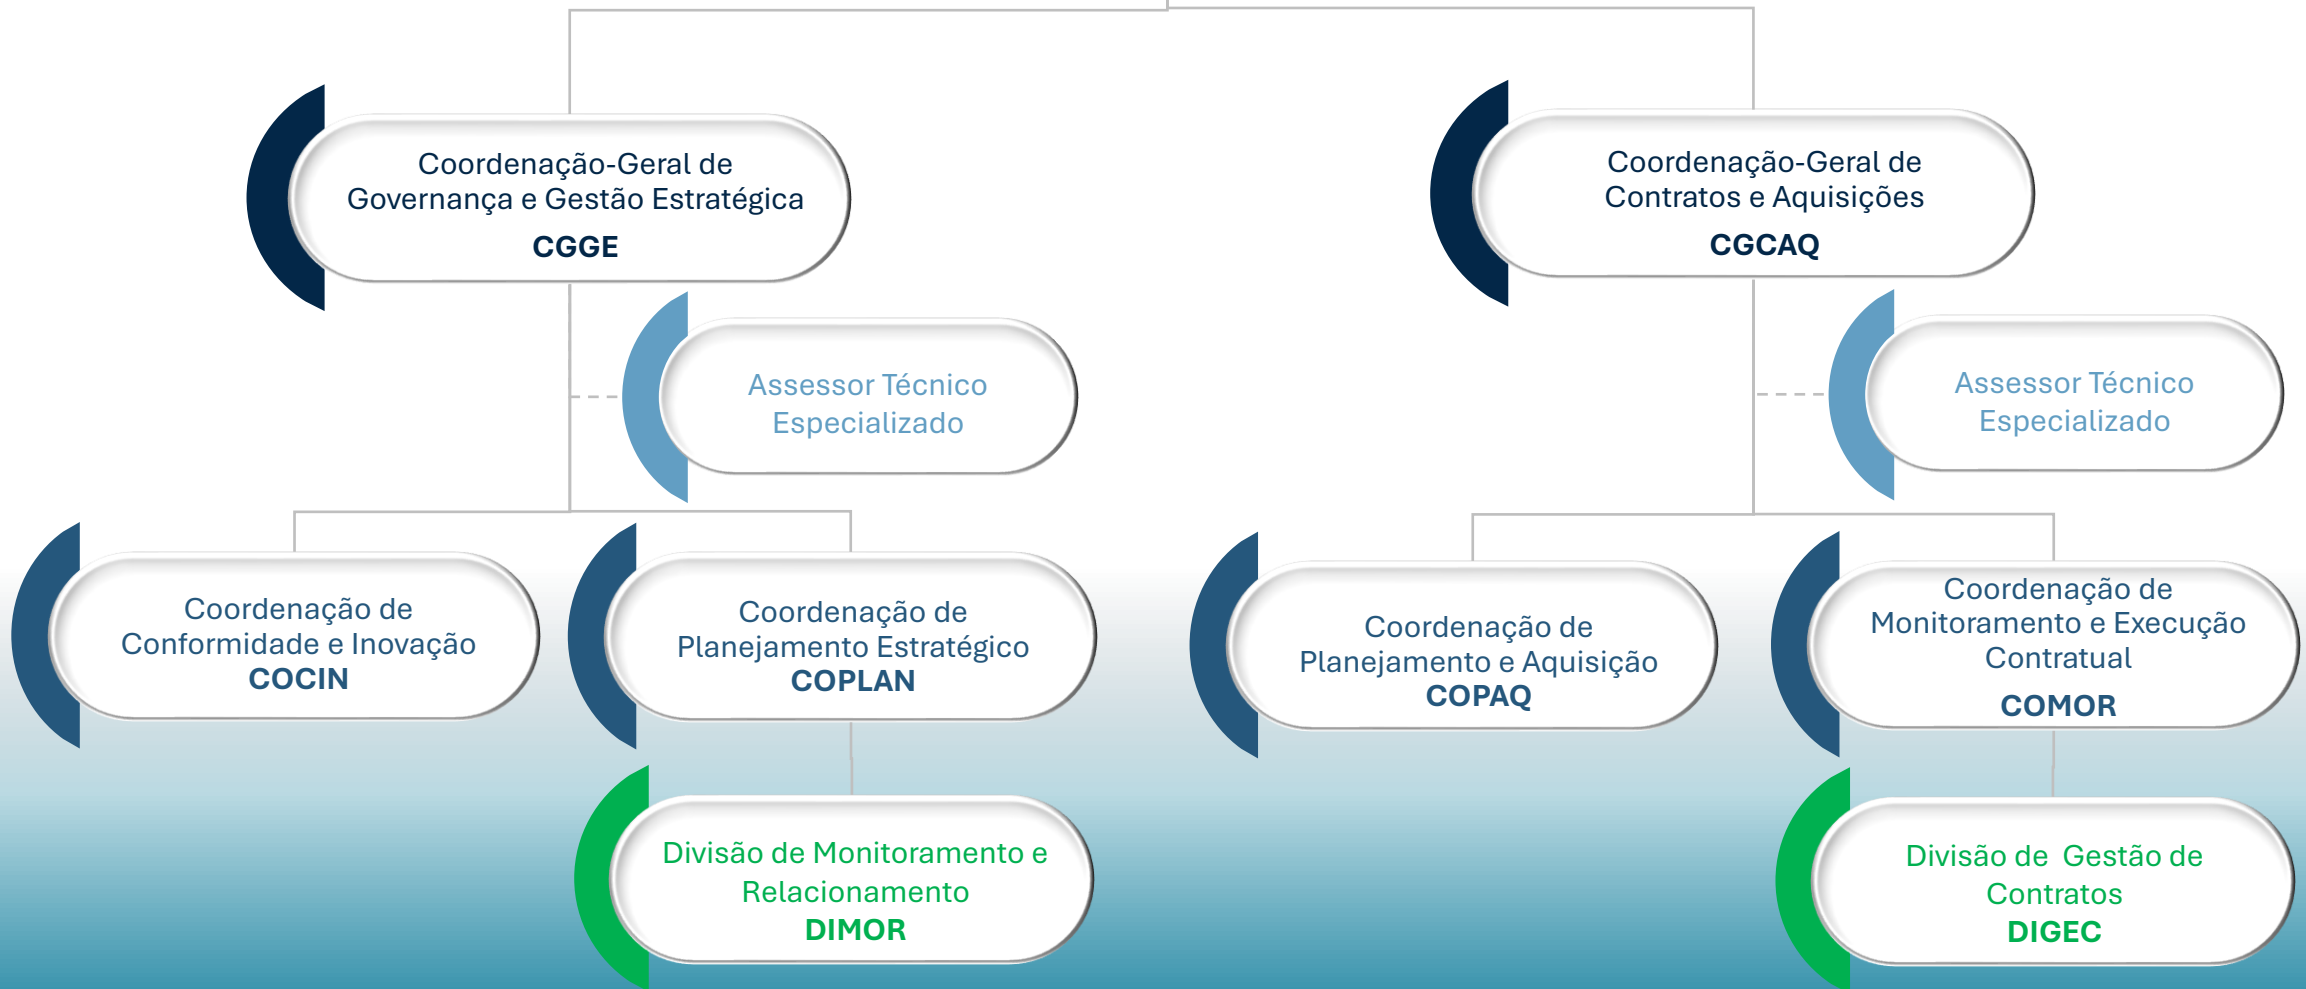 Coordenação-Geral de
Governança e Gestão Estratégica
CGGE
Coordenação-Geral de
Contratos e Aquisições
CGCAQ
Assessor Técnico
Especializado
Assessor Técnico
Especializado
Coordenação de
Conformidade e Inovação
COCIN
Coordenação de
Planejamento Estratégico
COPLAN
Coordenação de
Planejamento e Aquisição
COPAQ
Coordenação de
Monitoramento e Execução
Contratual
COMOR
Divisão de Monitoramento e
Relacionamento
DIMOR
Divisão de Gestão de
Contratos
DIGEC